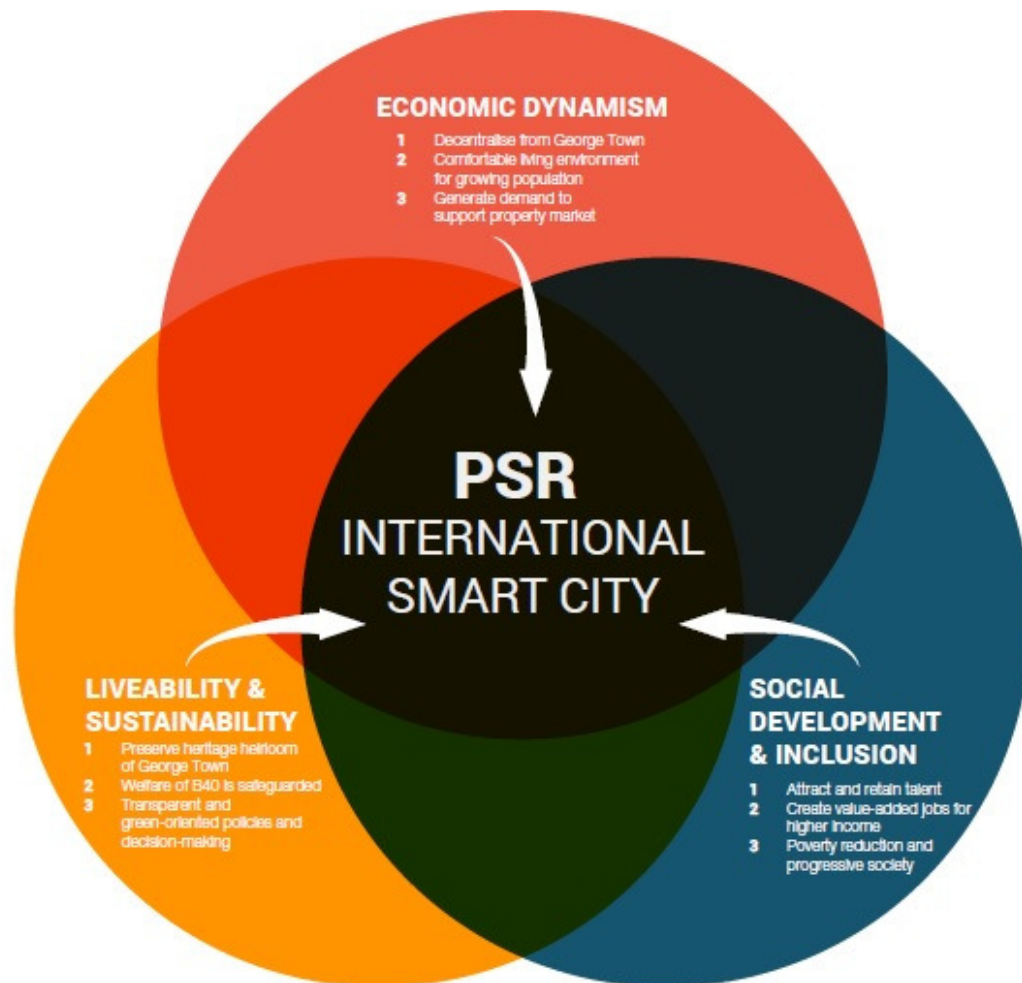 ECONOMIC DYNAMISM
1 Decentralise from George Town
2 Comfortable living environment
for growing population
3 Generate demand to
support property market
PSR
INTERNATIONAL
SMART CITY
LIVEABILITY &
SUSTAINABILITY
1 Preserve heritage heirloom
of George Town
2 Welfare of B40 is safeguarded
3 Transparent and
green-oriented policies and
decision-making
SOCIAL
DEVELOPMENT
& INCLUSION
1 Attract and retain talent
2 Create value-added jobs for
higher income
3 Poverty reduction and
progressive society